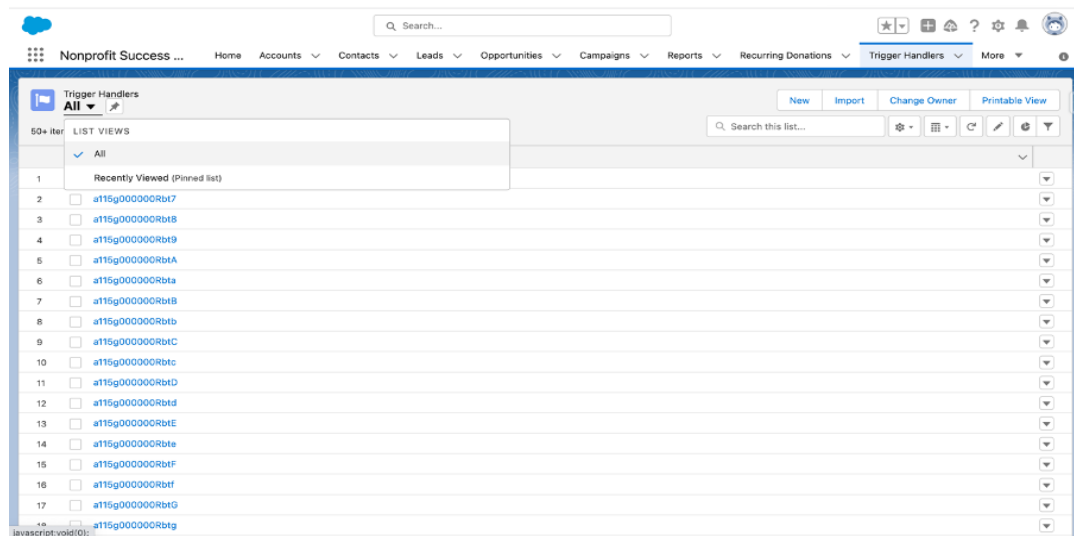 Search...
Nonprofit Success ... Home Accounts Contacts Leads Opportunities Campaigns Reports Recurring Donations Trigger Handlers More
Trigger Handlers
All
New Import Change Owner Printable View
50+ iter
LIST VIEWS
Search this list...
All
Recently Viewed (Pinned list)
1
2 a115g000000Rbt7
3 a115g000000Rbt8
4 a115g000000Rbt9
5 a115g000000RbtA
6 a115g000000Rbta
7 a115g000000RbtB
8 a115g000000Rbtb
9 a115g000000RbtC
10 a115g000000Rbtc
11 a115g000000RbtD
12 a115g000000Rbtd
13 a115g000000RbtE
14 a115g000000Rbte
15 a115g000000RbtF
16 a115g000000Rbtf
17 a115g000000RbtG
a115g000000Rbtg
javascript:void(0);